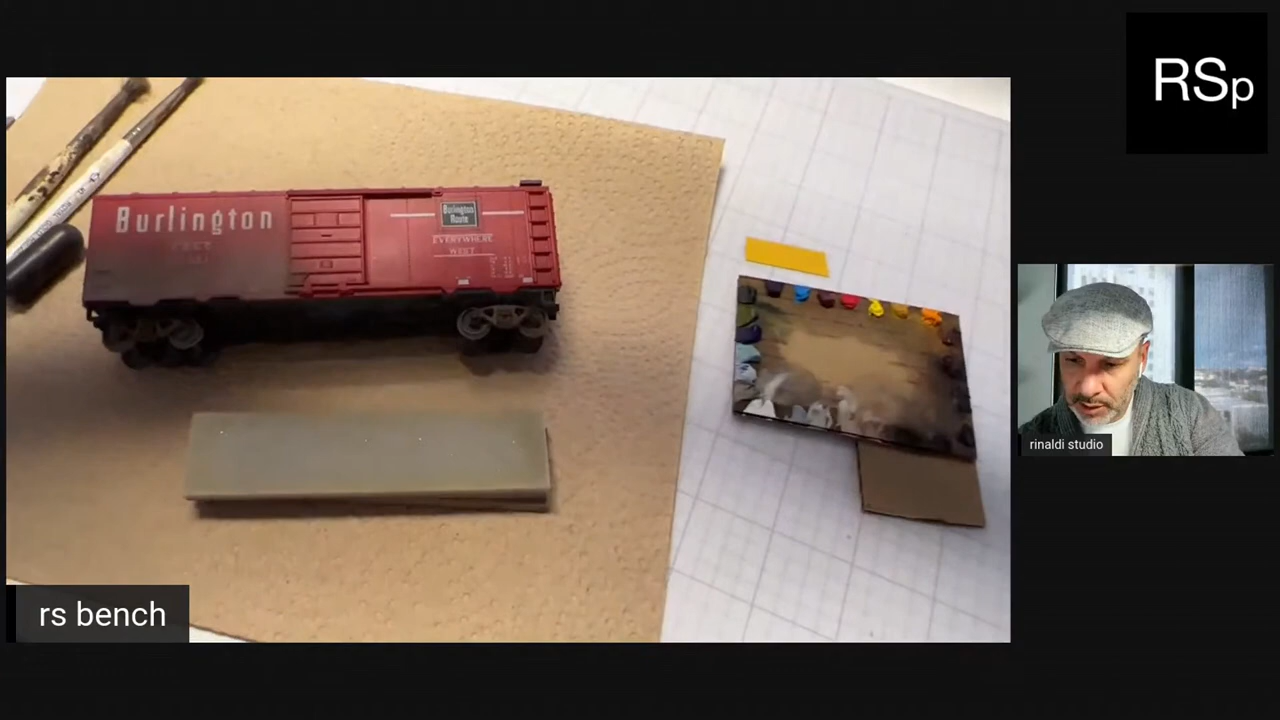 RSp
Burlington
Burlington
Route
EVERYWHERE
WEST
rinaldi studio
rs bench